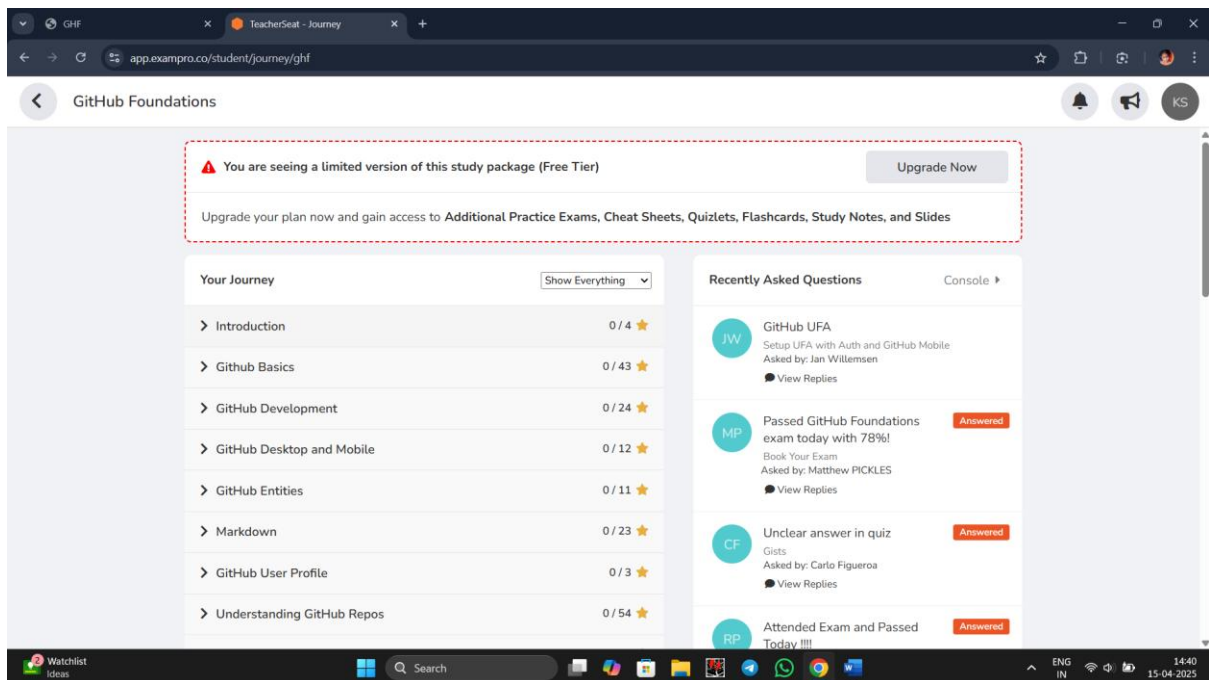 GHF
TeacherSeat - Journey
app.exampro.co/student/journey/ghf
GitHub Foundations
KS
You are seeing a limited version of this study package (Free Tier)
Upgrade Now
Upgrade your plan now and gain access to Additional Practice Exams, Cheat Sheets, Quizlets, Flashcards, Study Notes, and Slides
Your Journey
Show Everything
Introduction 0 / 4
Github Basics 0 / 43
GitHub Development 0 / 24
GitHub Desktop and Mobile 0 / 12
GitHub Entities 0 / 11
Markdown 0 / 23
GitHub User Profile 0 / 3
Understanding GitHub Repos 0 / 54
Recently Asked Questions Console
JW
GitHub UFA
Setup UFA with Auth and GitHub Mobile
Asked by: Jan Willemsen
View Replies
MP
Passed GitHub Foundations Answered
exam today with 78%!
Book Your Exam
Asked by: Matthew PICKLES
View Replies
CF
Unclear answer in quiz Answered
Gists
Asked by: Carlo Figueroa
View Replies
RP
Attended Exam and Passed Answered
Today !!!!
2
Watchlist
Ideas
Search
W
ENG
IN
14:40
15-04-2025